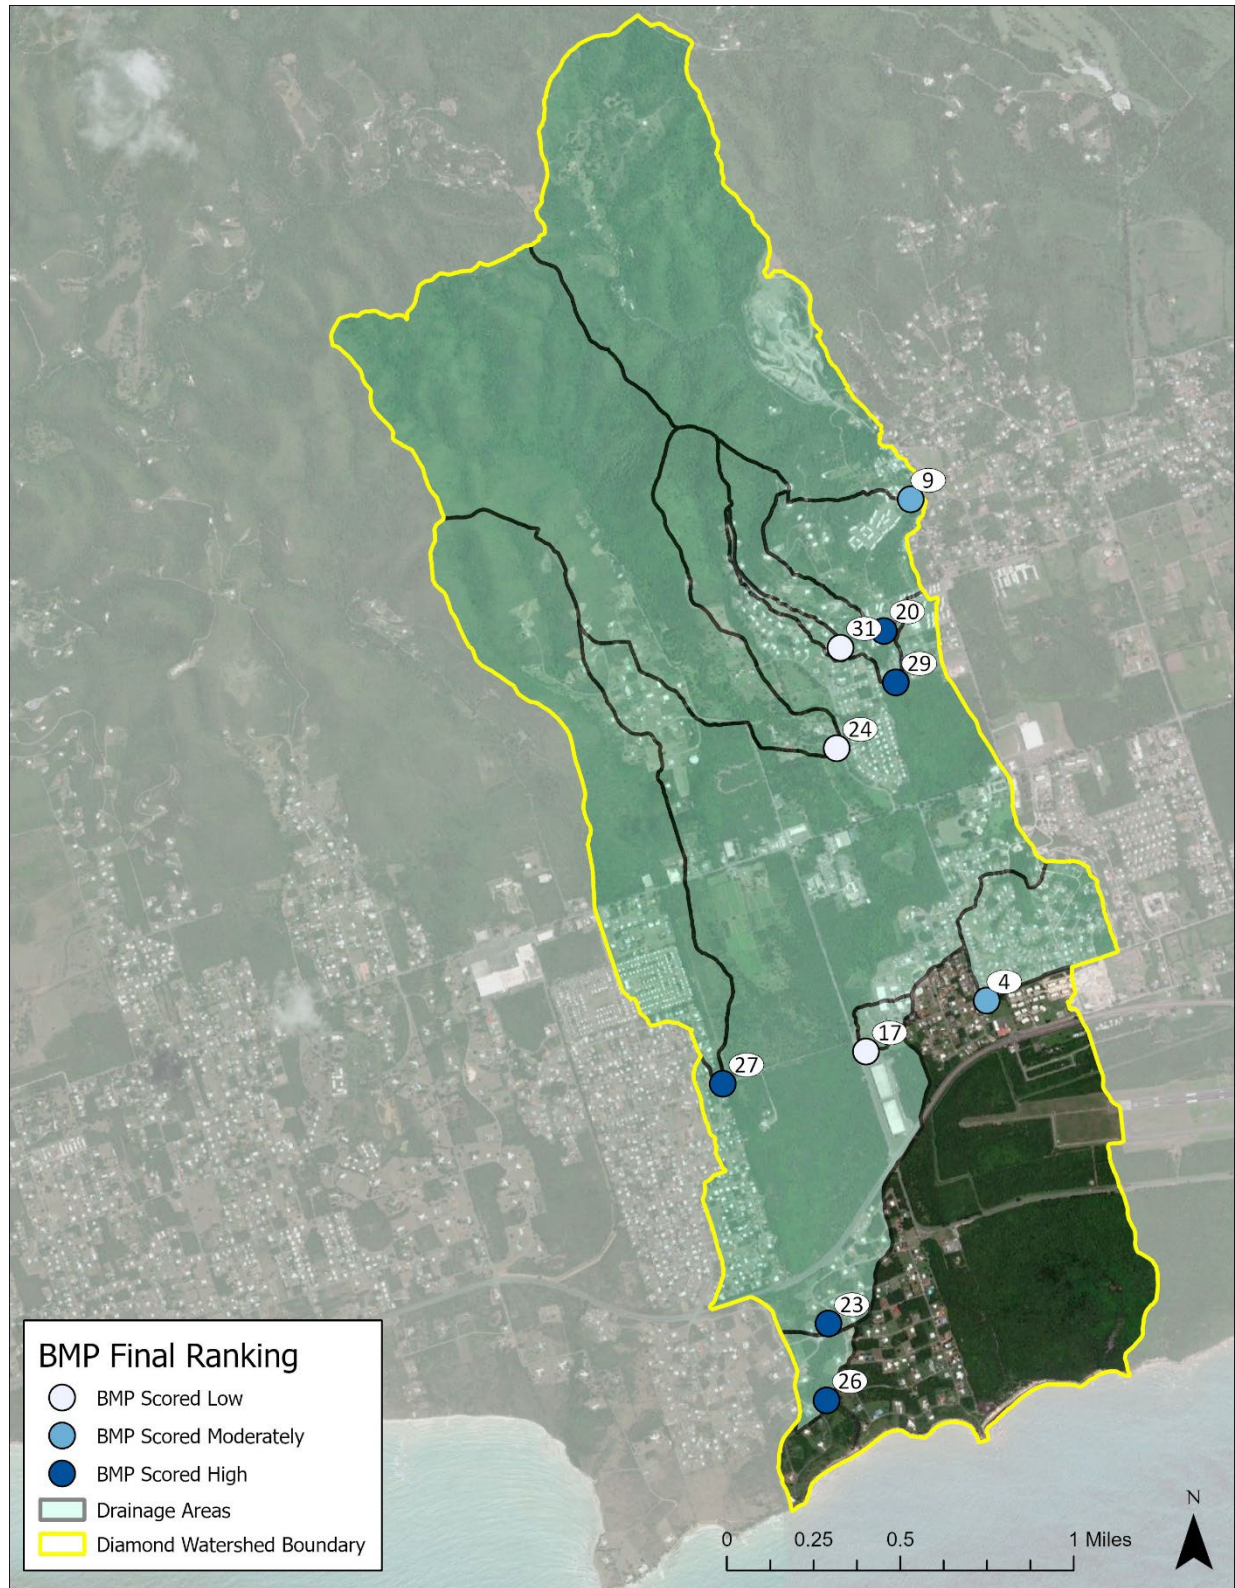 9
20
31
29
24
4
17
27
23
26
BMP Final Ranking
BMP Scored Low
BMP Scored Moderately
BMP Scored High
Drainage Areas
Diamond Watershed Boundary
N
0 0.25 0.5 1 Miles